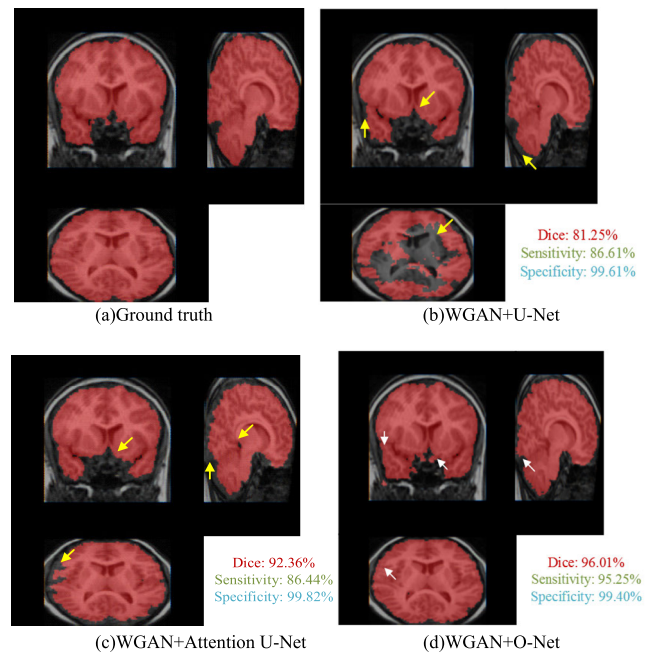 (a)Ground truth
Dice: 81.25%
Sensitivity: 86.61%
Specificity: 99.61%
(b)WGAN+U-Net
Dice: 92.36%
Sensitivity: 86.44%
Specificity: 99.82%
(c)WGAN+Attention U-Net
Dice: 96.01%
Sensitivity: 95.25%
Specificity: 99.40%
(d)WGAN+O-Net